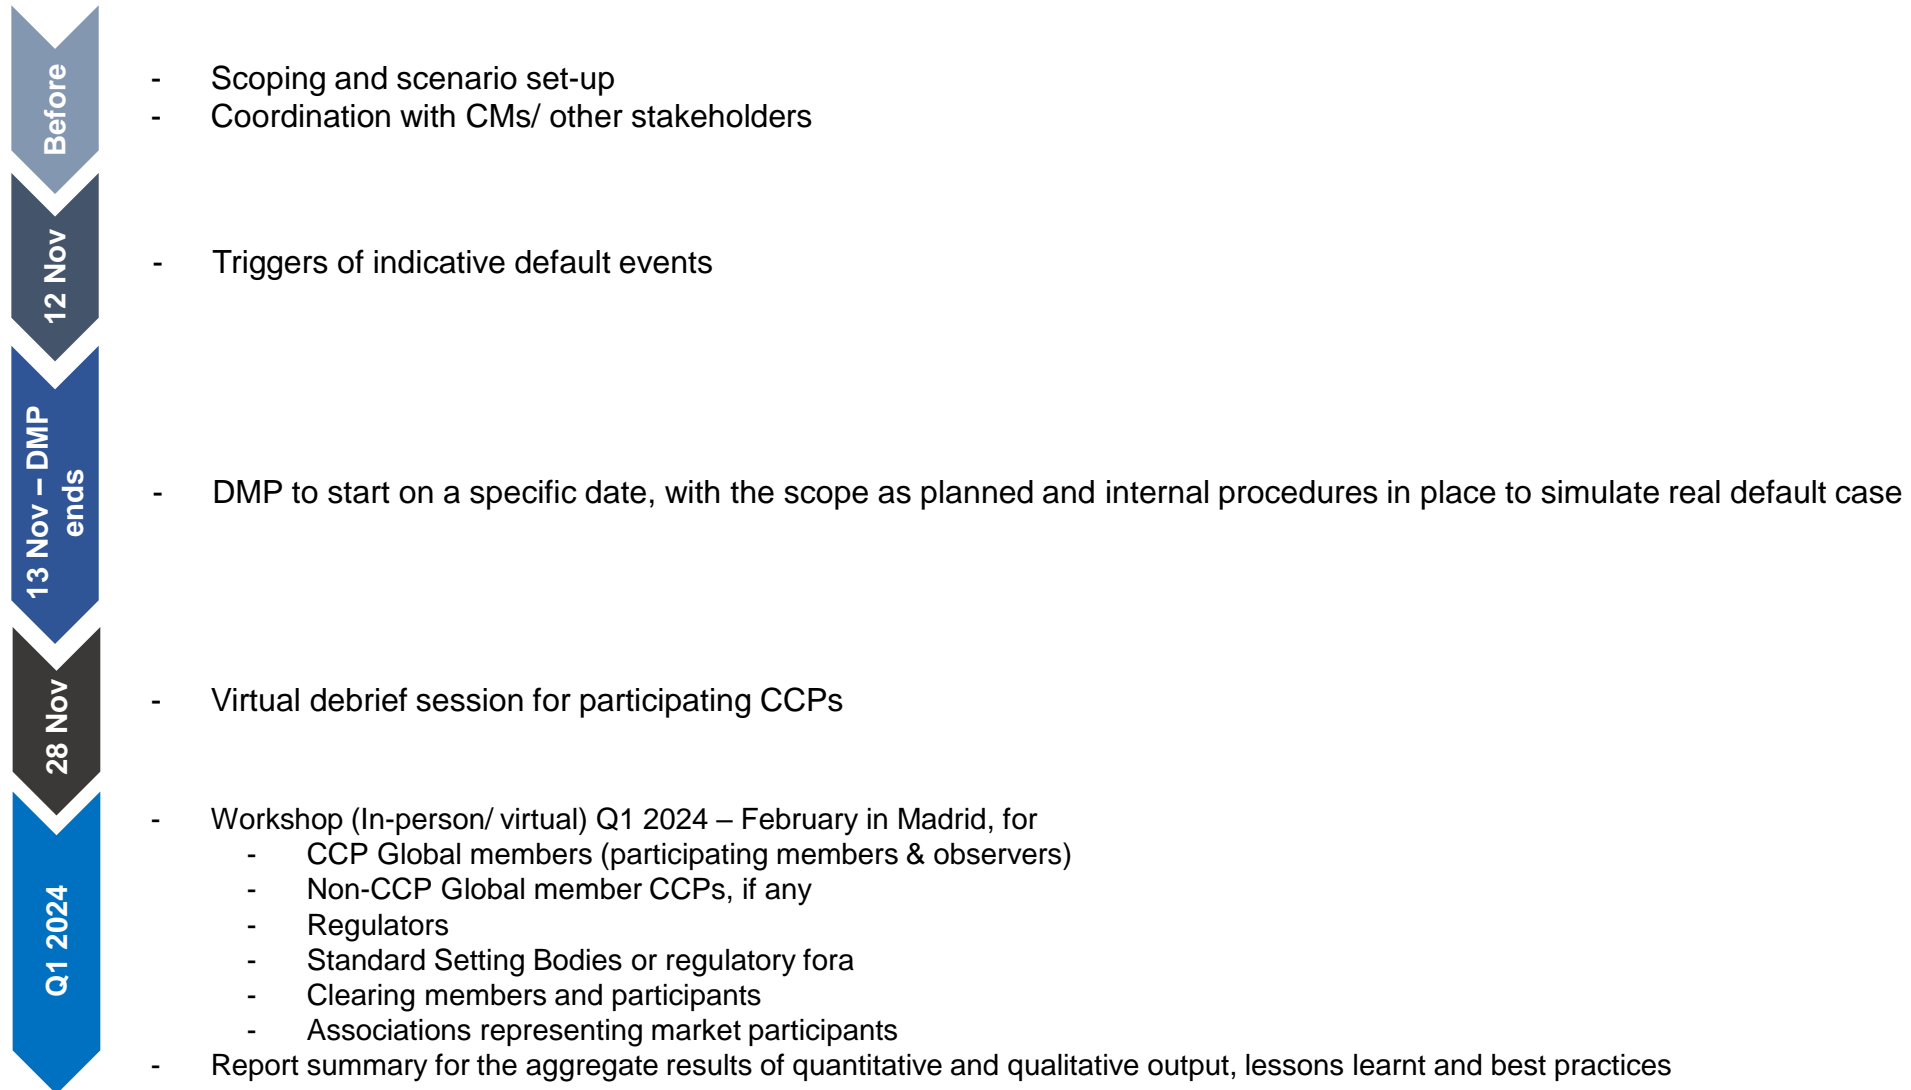 Before
- Scoping and scenario set-up
- Coordination with CMs/ other stakeholders
12 Nov
- Triggers of indicative default events
13 Nov – DMP
ends
- DMP to start on a specific date, with the scope as planned and internal procedures in place to simulate real default case
28 Nov
- Virtual debrief session for participating CCPs
Q1 2024
- Workshop (In-person/ virtual) Q1 2024 – February in Madrid, for
- CCP Global members (participating members & observers)
- Non-CCP Global member CCPs, if any
- Regulators
- Standard Setting Bodies or regulatory fora
- Clearing members and participants
- Associations representing market participants
- Report summary for the aggregate results of quantitative and qualitative output, lessons learnt and best practices